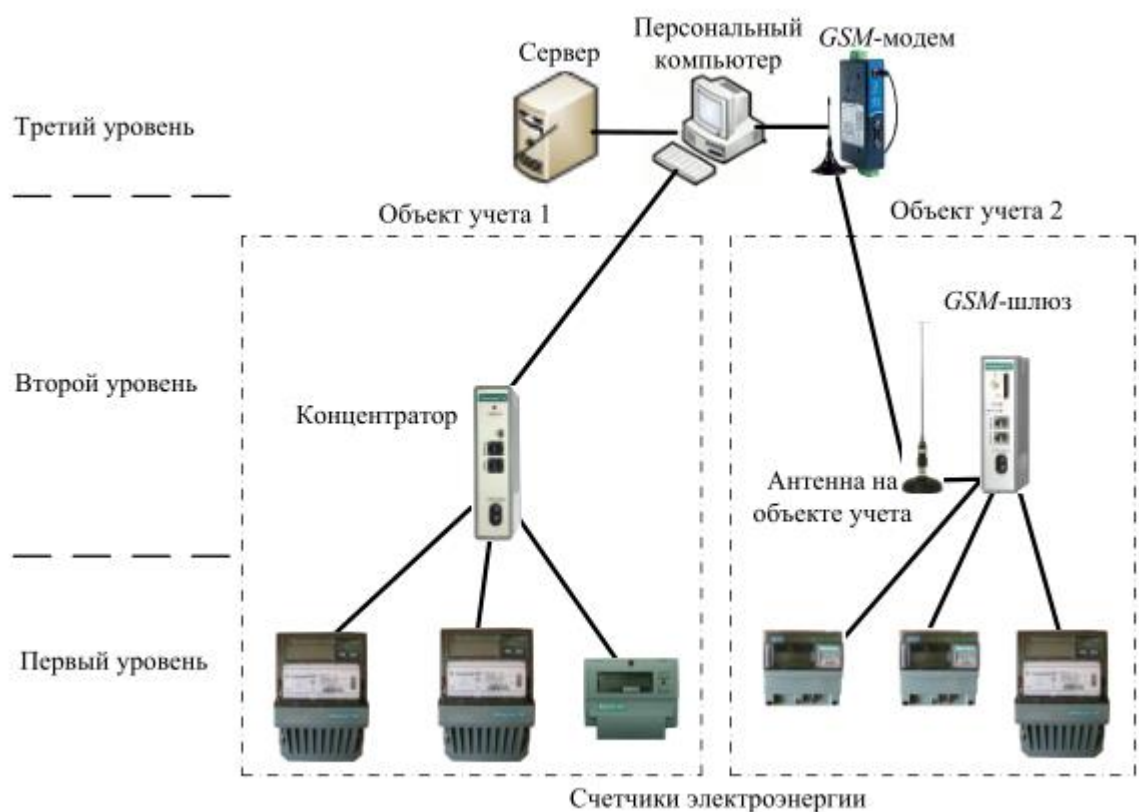 Сервер
Персональный
компьютер
GSM-модем
Третий уровень
Объект учета 1
Объект учета 2
GSM-шлюз
Второй уровень
Концентратор
Антенна на
объекте учета
Первый уровень
Счетчики электроэнергии